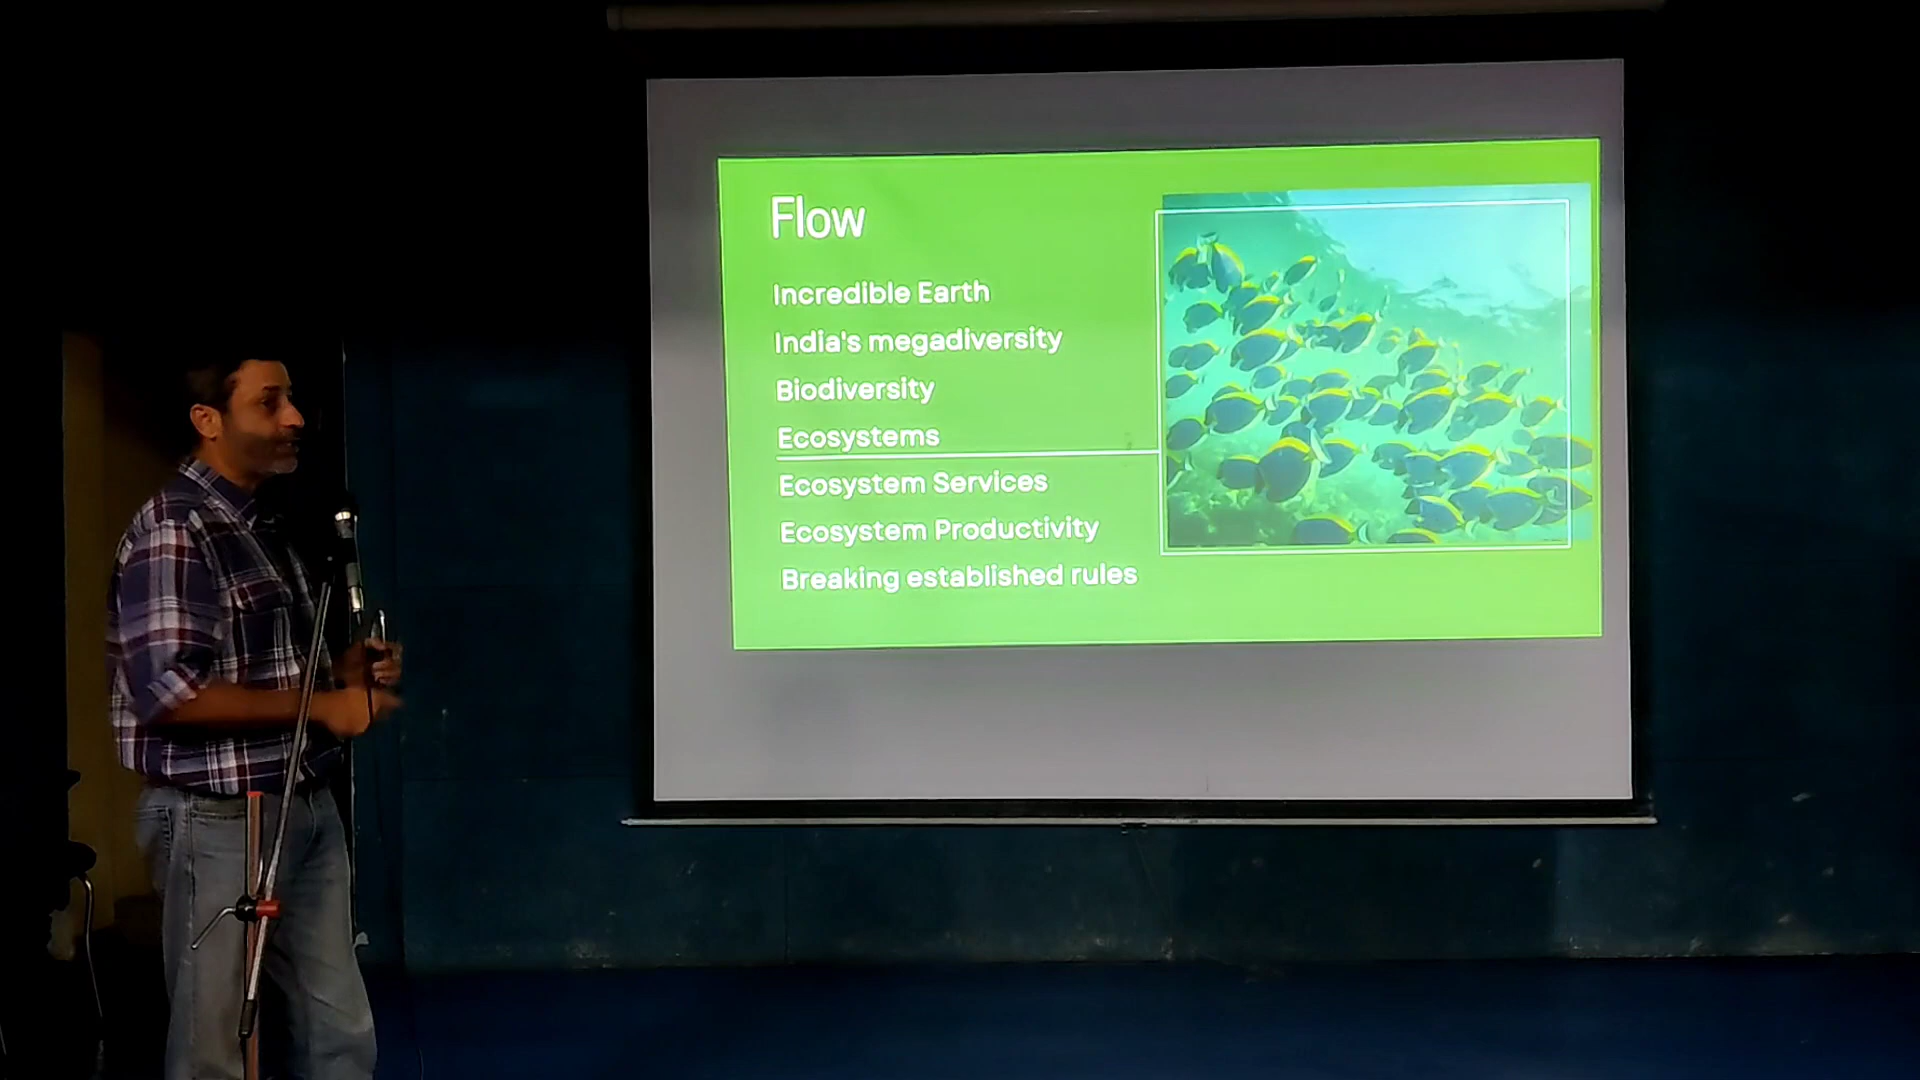 Flow
Incredible Earth
India's megadiversity
Biodiversity
Ecosystems
Ecosystem Services
Ecosystem Productivity
Breaking established rules